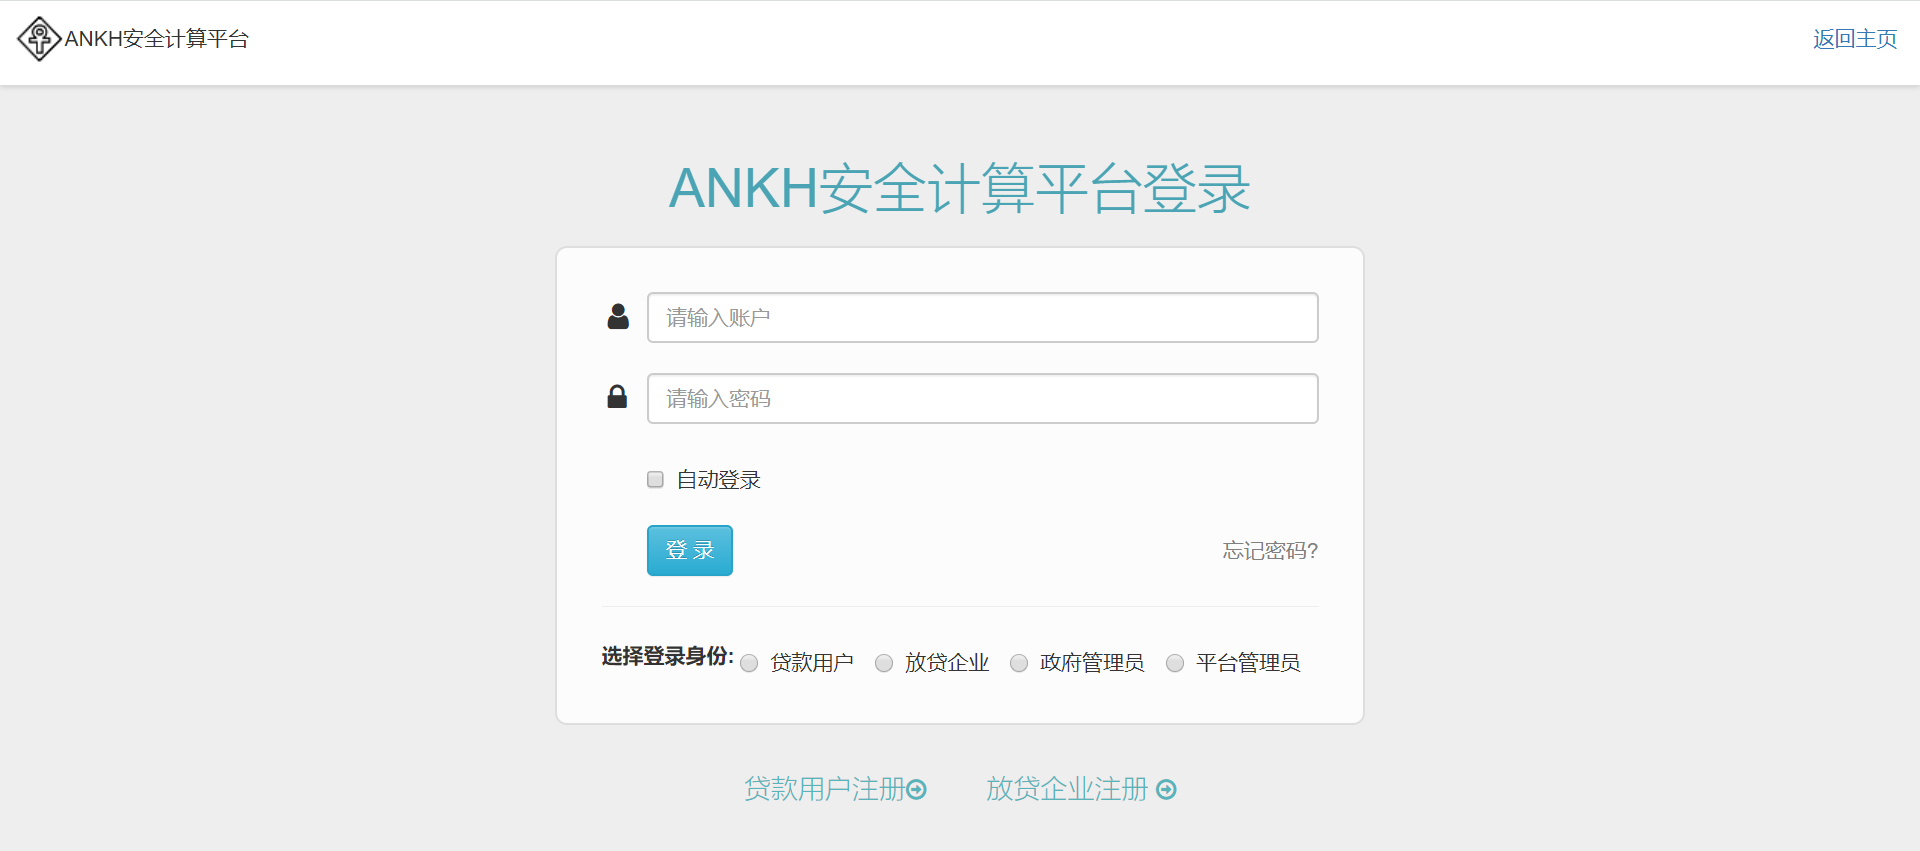 ANKH安全计算平台
返回主页
ANKH安全计算平台登录
请输入账户
请输入密码
自动登录
登 录
忘记密码?
选择登录身份: 贷款用户 放贷企业 政府管理员 平台管理员
贷款用户注册 放贷企业注册